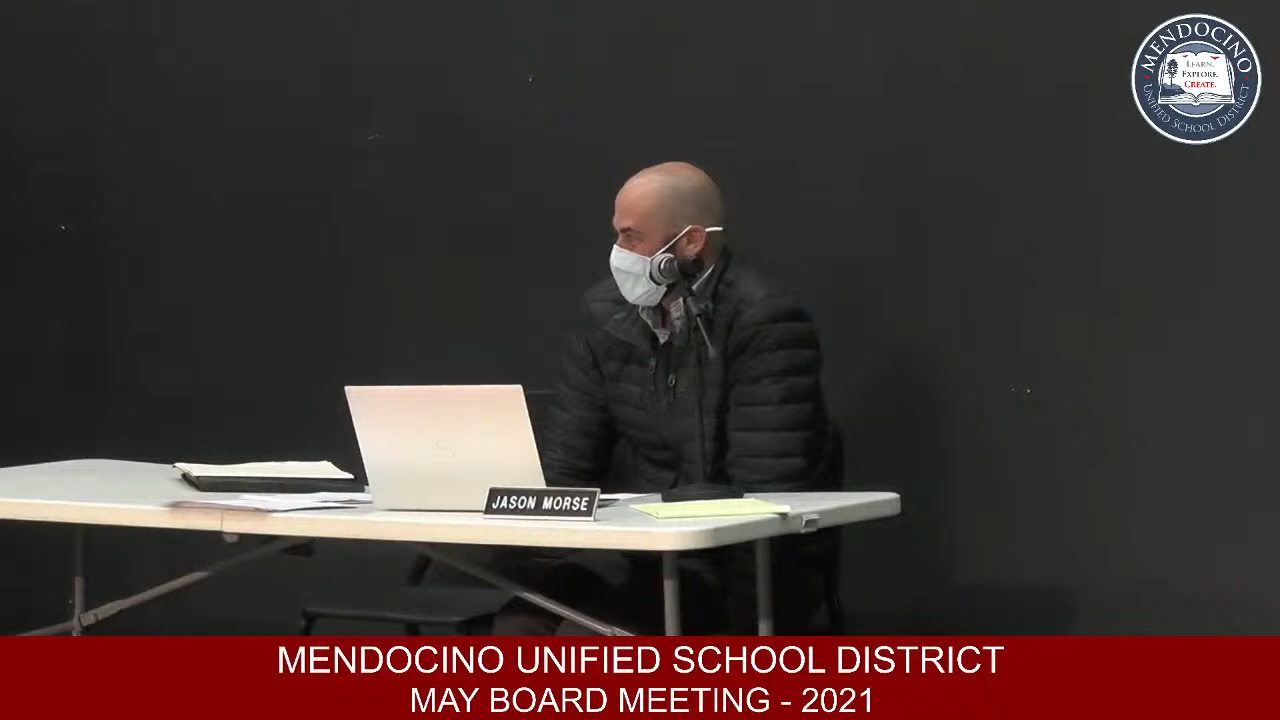 MENDOCINO
LEARN.
EXPLORE.
CREATE.
UNIFIED SCHOOL DISTRICT
JASON MORSE
MENDOCINO UNIFIED SCHOOL DISTRICT
MAY BOARD MEETING - 2021